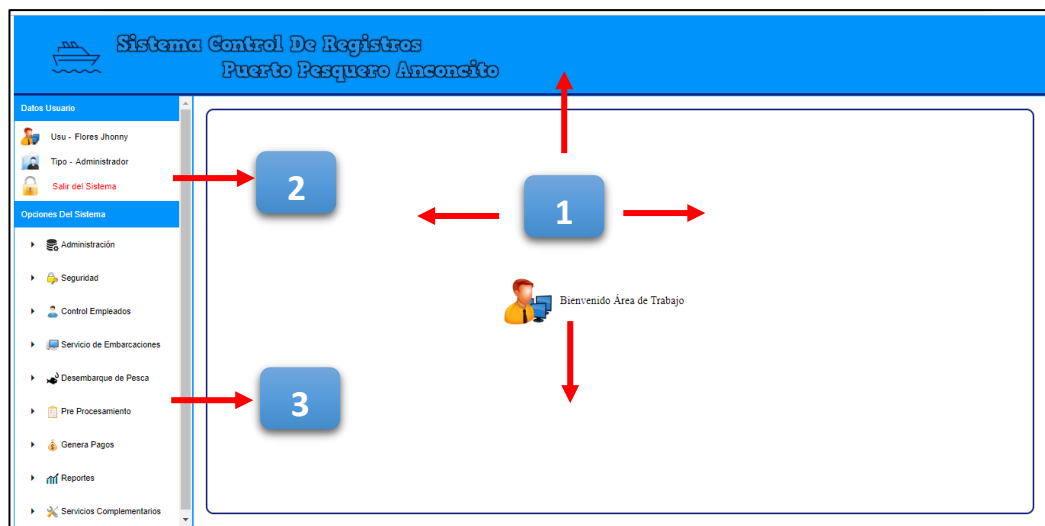 Sistema Control De Registros
Puerto Pesquero Anconcito
Datos Usuario
Usu - Flores Jhonny
Tipo - Administrador
Salir del Sistema
Opciones Del Sistema
Administración
Seguridad
Control Empleados
Servicio de Embarcaciones
Desembarque de Pesca
Pre Procesamiento
Genera Pagos
Reportes
Servicios Complementarios
2
1
Bienvenido Área de Trabajo
3